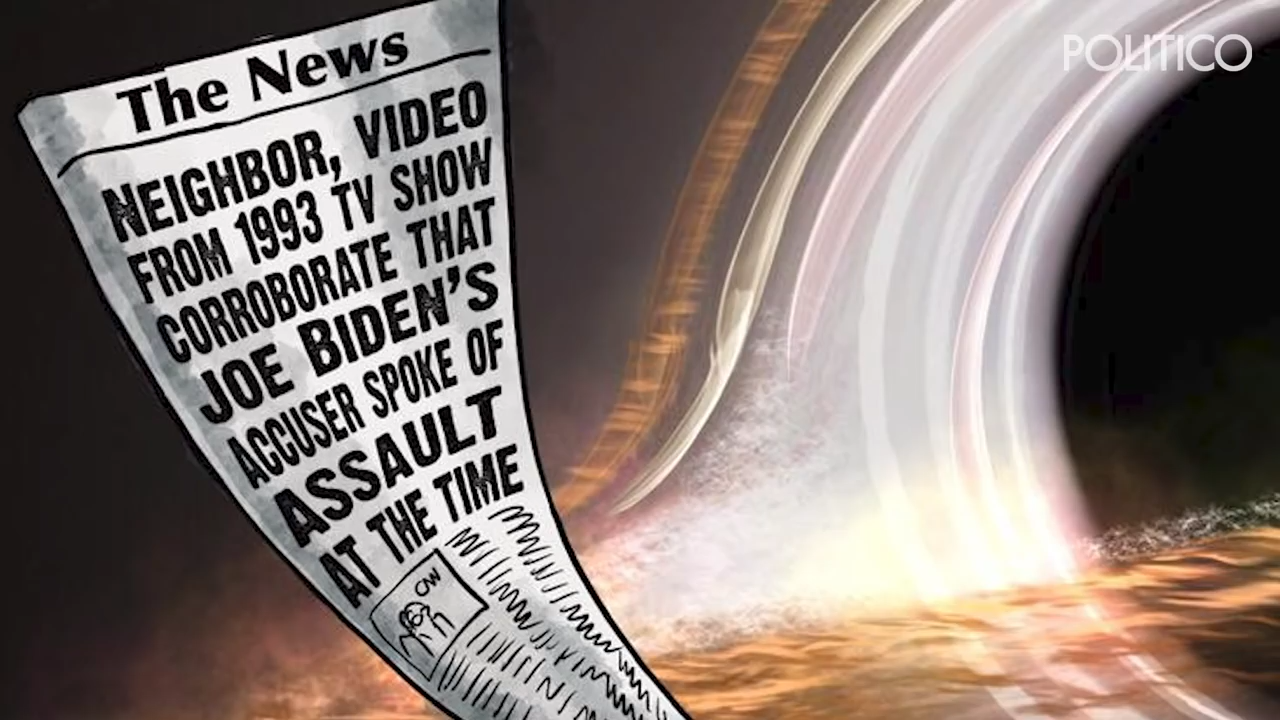 POLITICO
The News
NEIGHBOR, VIDEO
FROM 1993 TV SHOW
CORROBORATE THAT
JOE BIDEN'S
ACCUSER SPOKE OF
ASSAULT
AT THE TIME
CNN